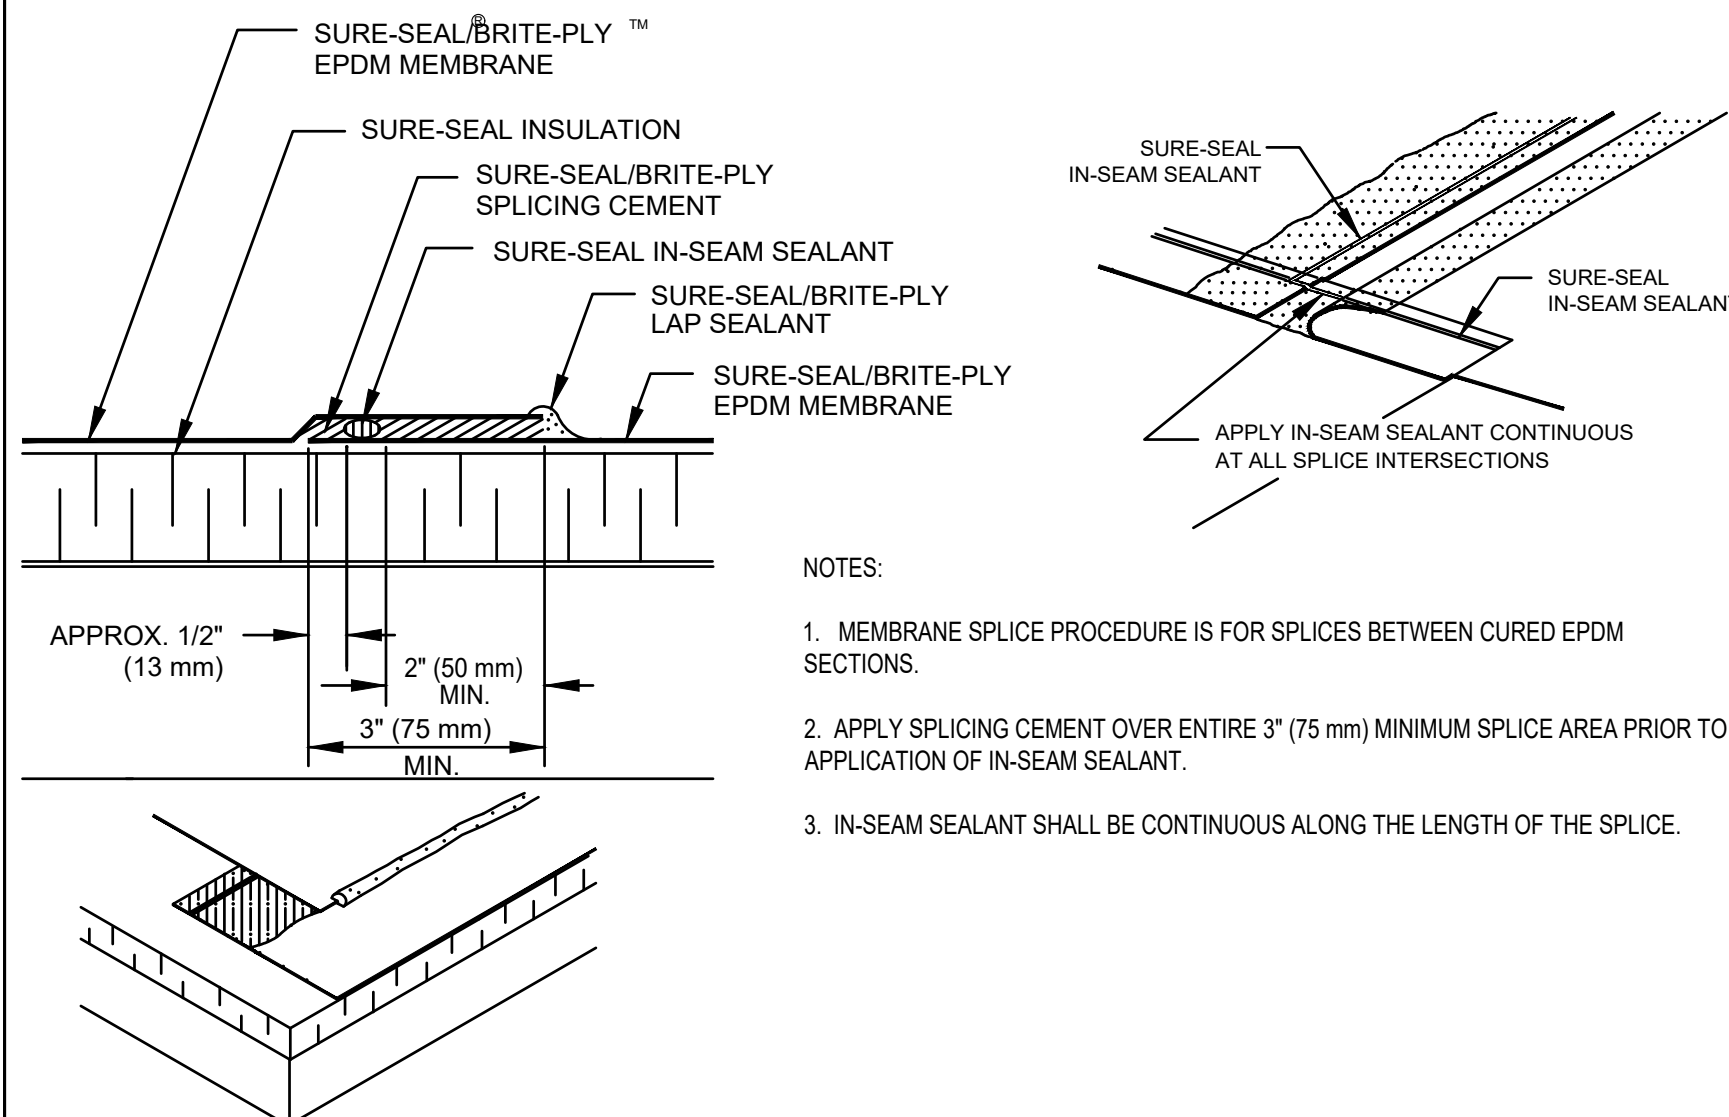 SURE-SEAL®/BRITE-PLY ™
EPDM MEMBRANE
SURE-SEAL INSULATION
SURE-SEAL/BRITE-PLY
SPLICING CEMENT
SURE-SEAL IN-SEAM SEALANT
SURE-SEAL/BRITE-PLY
LAP SEALANT
SURE-SEAL/BRITE-PLY
EPDM MEMBRANE
APPROX. 1/2"
(13 mm)
2" (50 mm)
MIN.
3" (75 mm)
MIN.
SURE-SEAL
IN-SEAM SEALANT
SURE-SEAL
IN-SEAM SEALANT
APPLY IN-SEAM SEALANT CONTINUOUS
AT ALL SPLICE INTERSECTIONS
NOTES:
1. MEMBRANE SPLICE PROCEDURE IS FOR SPLICES BETWEEN CURED EPDM
SECTIONS.
2. APPLY SPLICING CEMENT OVER ENTIRE 3" (75 mm) MINIMUM SPLICE AREA PRIOR TO
APPLICATION OF IN-SEAM SEALANT.
3. IN-SEAM SEALANT SHALL BE CONTINUOUS ALONG THE LENGTH OF THE SPLICE.